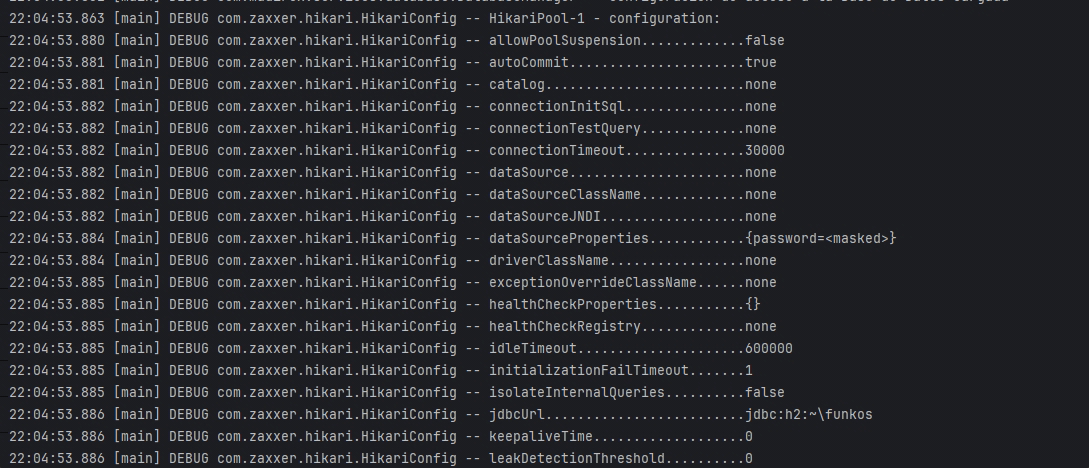 22:04:53.863 [main] DEBUG com.zaxxer.hikari.HikariConfig -- HikariPool-1 - configuration:
22:04:53.880 [main] DEBUG com.zaxxer.hikari.HikariConfig -- allowPoolSuspension.............false
22:04:53.881 [main] DEBUG com.zaxxer.hikari.HikariConfig -- autoCommit......................true
22:04:53.881 [main] DEBUG com.zaxxer.hikari.HikariConfig -- catalog.........................none
22:04:53.882 [main] DEBUG com.zaxxer.hikari.HikariConfig -- connectionInitSql...............none
22:04:53.882 [main] DEBUG com.zaxxer.hikari.HikariConfig -- connectionTestQuery.............none
22:04:53.882 [main] DEBUG com.zaxxer.hikari.HikariConfig -- connectionTimeout...............30000
22:04:53.882 [main] DEBUG com.zaxxer.hikari.HikariConfig -- dataSource......................none
22:04:53.882 [main] DEBUG com.zaxxer.hikari.HikariConfig -- dataSourceClassName.............none
22:04:53.882 [main] DEBUG com.zaxxer.hikari.HikariConfig -- dataSourceJNDI..................none
22:04:53.884 [main] DEBUG com.zaxxer.hikari.HikariConfig -- dataSourceProperties............{password=<masked>}
22:04:53.884 [main] DEBUG com.zaxxer.hikari.HikariConfig -- driverClassName.................none
22:04:53.885 [main] DEBUG com.zaxxer.hikari.HikariConfig -- exceptionOverrideClassName......none
22:04:53.885 [main] DEBUG com.zaxxer.hikari.HikariConfig -- healthCheckProperties...........{}
22:04:53.885 [main] DEBUG com.zaxxer.hikari.HikariConfig -- healthCheckRegistry.............none
22:04:53.885 [main] DEBUG com.zaxxer.hikari.HikariConfig -- idleTimeout.....................600000
22:04:53.885 [main] DEBUG com.zaxxer.hikari.HikariConfig -- initializationFailTimeout.......1
22:04:53.885 [main] DEBUG com.zaxxer.hikari.HikariConfig -- isolateInternalQueries..........false
22:04:53.886 [main] DEBUG com.zaxxer.hikari.HikariConfig -- jdbcUrl.........................jdbc:h2:~\funkos
22:04:53.886 [main] DEBUG com.zaxxer.hikari.HikariConfig -- keepaliveTime...................0
22:04:53.886 [main] DEBUG com.zaxxer.hikari.HikariConfig -- leakDetectionThreshold..........0